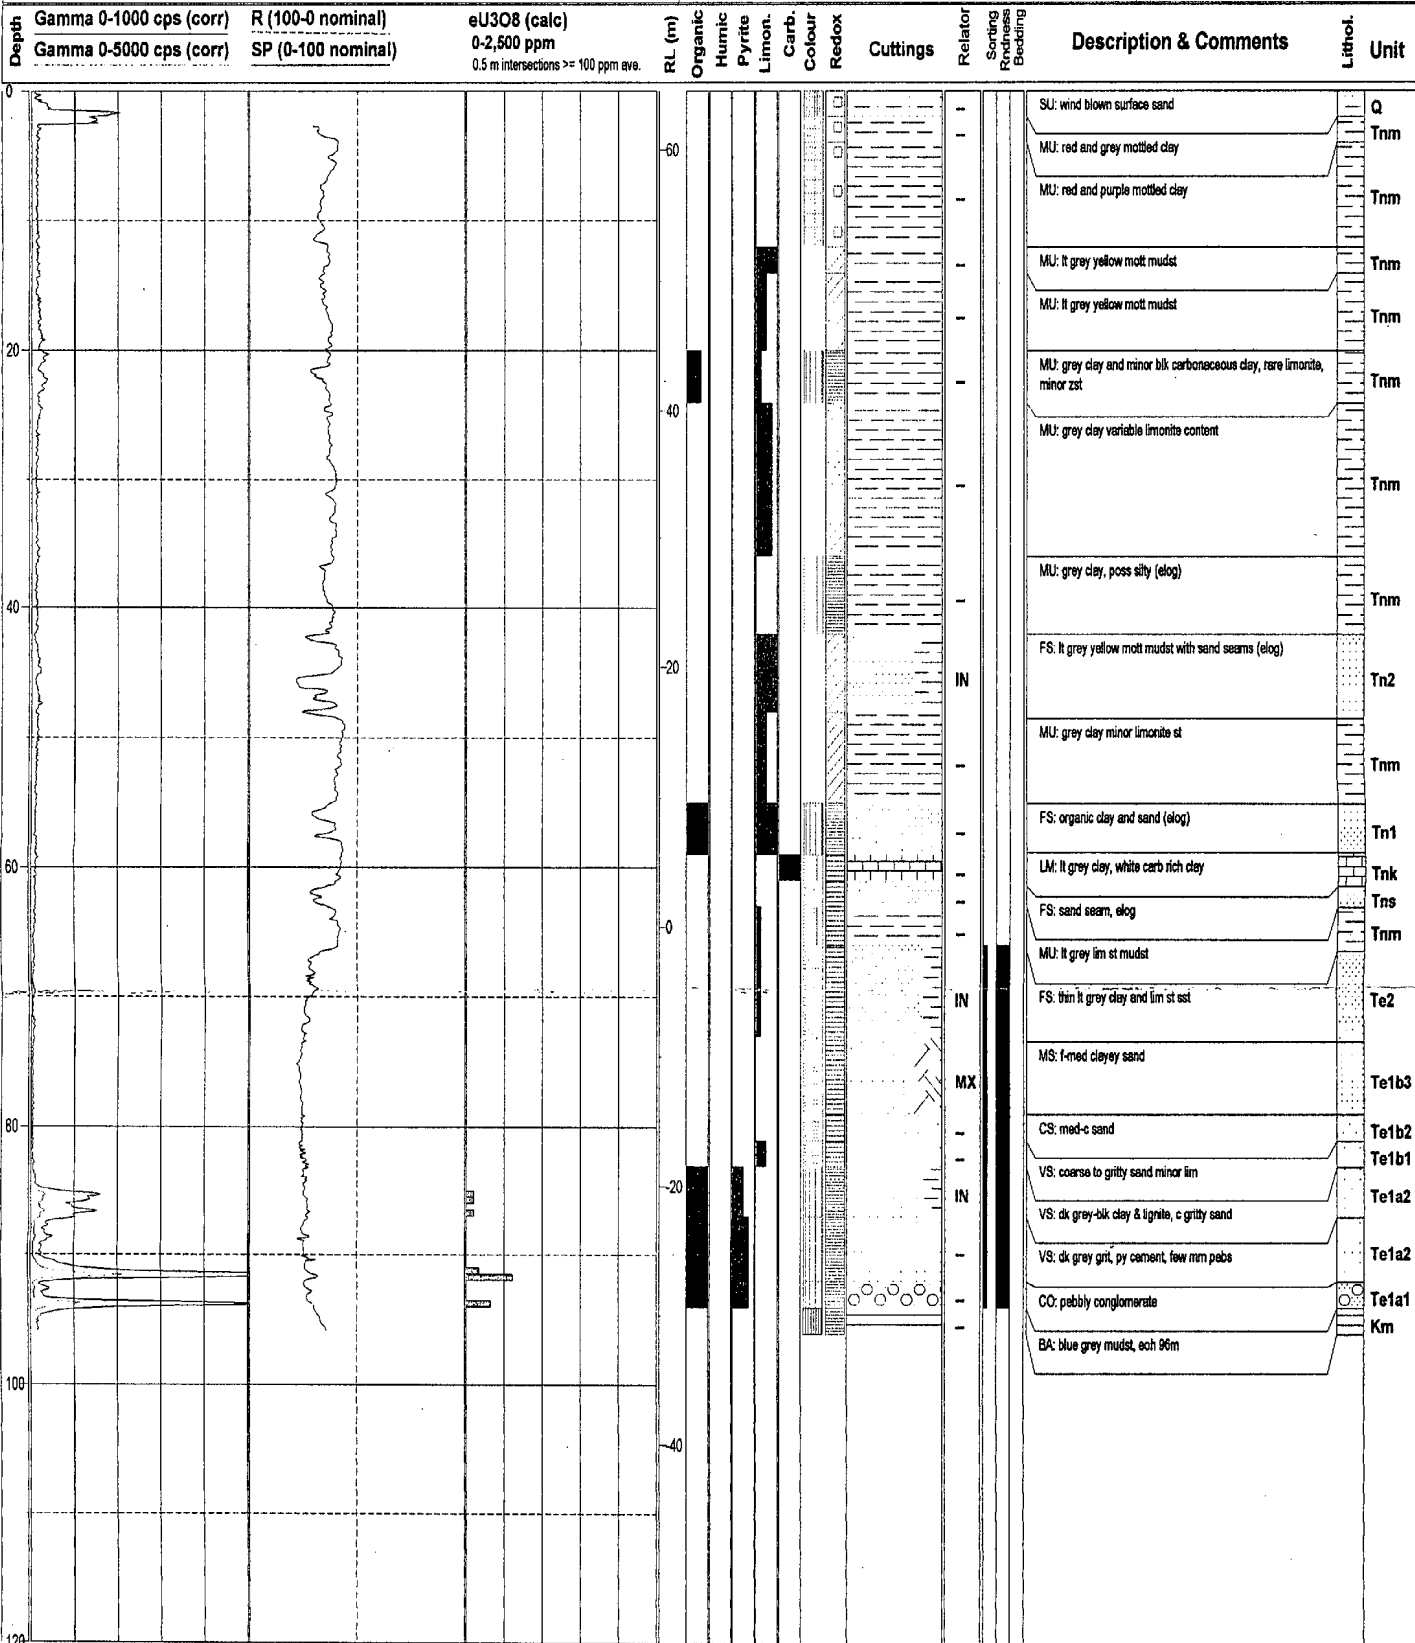 Depth
Gamma 0-1000 cps (corr)
Gamma 0-5000 cps (corr)
R (100-0 nominal)
SP (0-100 nominal)
eU3O8 (calc)
0-2,500 ppm
0.5 m intersections >= 100 ppm ave.
RL (m)
Organic
Humic
Pyrite
Limon.
Carb.
Colour
Redox
Cuttings
Relator
Sorting
Rndness
Bedding
Description & Comments
Lithol.
Unit
0
SU: wind blown surface sand
Q
60
Tnm
MU: red and grey mottled clay
MU: red and purple mottled clay
Tnm
MU: lt grey yellow mott mudst
Tnm
MU: lt grey yellow mott mudst
Tnm
20
MU: grey clay and minor blk carbonaceous clay, rare limonite,
minor zst
Tnm
40
MU: grey clay variable limonite content
Tnm
MU: grey clay, poss silty (elog)
Tnm
40
FS: lt grey yellow mott mudst with sand seams (elog)
20
IN
Tn2
MU: grey clay minor limonite st
Tnm
FS: organic clay and sand (elog)
Tn1
60
LM: lt grey clay, white carb rich clay
Tnk
Tns
FS: sand seam, elog
0
Tnm
MU: lt grey lim st mudst
FS: thin lt grey clay and lim st sst
IN
Te2
MS: f-med clayey sand
MX
Te1b3
80
CS: med-c sand
Te1b2
Te1b1
VS: coarse to gritty sand minor lim
-20
IN
Te1a2
VS: dk grey-blk clay & lignite, c gritty sand
VS: dk grey grit, py cement, few mm pebs
Te1a2
CO: pebbly conglomerate
Te1a1
Km
BA: blue grey mudst, eoh 96m
100
-40
120